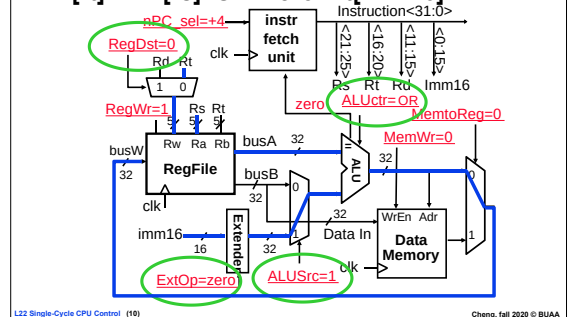 nPC_sel=+4
instr
fetch
unit
clk
Instruction<31:0>
<21:25>
<16:20>
<11:15>
<0:15>
Rs Rt Rd Imm16
RegDst=0
Rd Rt
1 0
zero
ALUctr=OR
MemtoReg=0
MemWr=0
RegWr=1
Rs Rt
5 5 5
Rw Ra Rb
RegFile
busW
32
clk
busA
32
busB
32
=
ALU
32
0
1
imm16
16
Extender
32
32
Data In
WrEn Adr
Data
Memory
clk
0
1
ExtOp=zero
ALUSrc=1
L22 Single-Cycle CPU Control (10)
Cheng, fall 2020 © BUAA